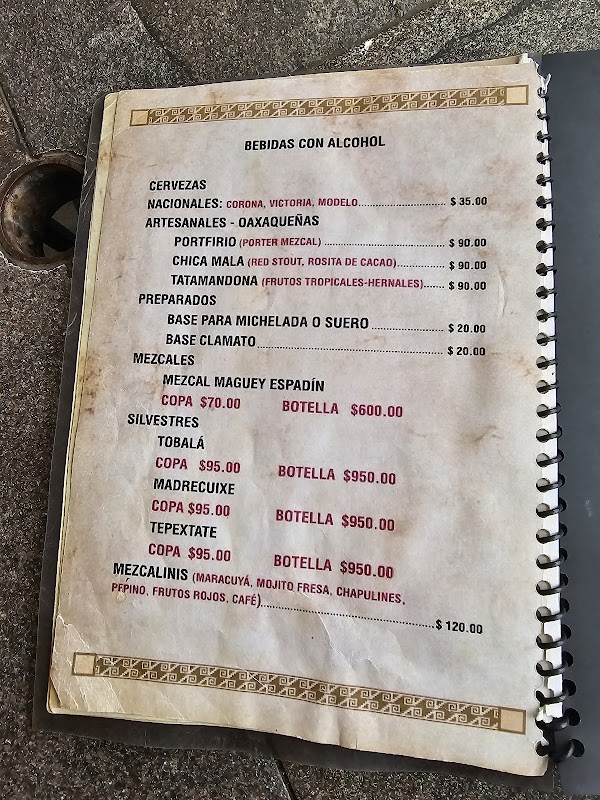 BEBIDAS CON ALCOHOL
CERVEZAS
NACIONALES: CORONA, VICTORIA, MODELO........................ $ 35.00
ARTESANALES - OAXAQUEÑAS
PORTFIRIO (PORTER MEZCAL) .................................. $ 90.00
CHICA MALA (RED STOUT, ROSITA DE CACAO)............. $ 90.00
TATAMANDONA (FRUTOS TROPICALES-HERNALES)...... $ 90.00
PREPARADOS
BASE PARA MICHELADA O SUERO ...................... $ 20.00
BASE CLAMATO....................................................... $ 20.00
MEZCALES
MEZCAL MAGUEY ESPADÍN
COPA $70.00 BOTELLA $600.00
SILVESTRES
TOBALÁ
COPA $95.00 BOTELLA $950.00
MADRECUIXE
COPA $95.00 BOTELLA $950.00
TEPEXTATE
COPA $95.00 BOTELLA $950.00
MEZCALINIS (MARACUYÁ, MOJITO FRESA, CHAPULINES,
PEPINO, FRUTOS ROJOS, CAFÉ)................................................ $ 120.00